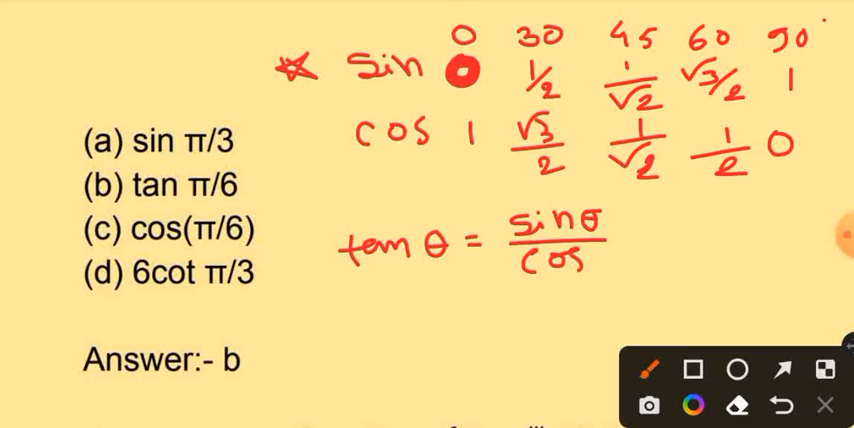 0 30 45 60 90
☆ Sin 0 1/2 1/√2 √3/2 1
cos 1 √3/2 1/√2 1/2 0
(a) sin π/3
(b) tan π/6
(c) cos(π/6)
(d) 6cot π/3
tan θ = sinθ/cos
Answer:- b